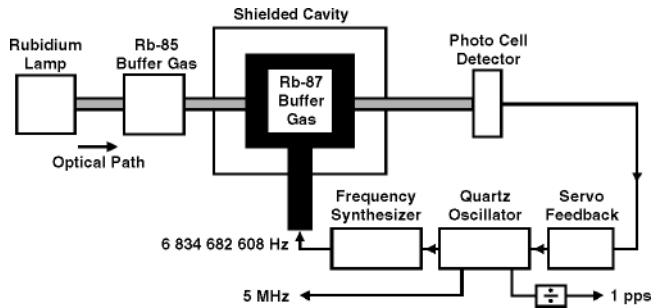 Shielded Cavity
Rubidium
Lamp
Rb-85
Buffer Gas
Photo Cell
Detector
Rb-87
Buffer
Gas
Optical Path
Frequency
Synthesizer
Quartz
Oscillator
Servo
Feedback
6 834 682 608 Hz
5 MHz
÷
1 pps